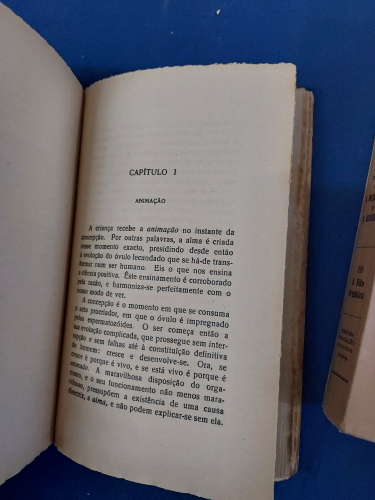 CAPÍTULO I
ANIMAÇÃO
A criança recebe a animação no instante da
concepção. Por outras palavras, a alma é criada
nesse momento exacto, presidindo desde então
à evolução do óvulo fecundado que se há-de trans-
formar num ser humano. Eis o que nos ensina
a ciência positiva. Este ensinamento é corroborado
pela razão, e harmoniza-se perfeitamente com o
nosso modo de ver.
A concepção é o momento em que se consuma
o acto procriador, em que o óvulo é impregnado
pelos espermatozóides. O ser começa então a
sua evolução complicada, que prossegue sem inter-
rupção e sem falhas até à constituïção definitiva
do homem: cresce e desenvolve-se. Ora, se
cresce é porque é vivo, e se está vivo é porque é
animado. A maravilhosa disposição do orga-
nismo, e o seu funcionamento não menos mara-
vilhoso, pressupõem a existência de uma causa
directriz, a alma, e não podem explicar-se sem ela.
III
A Vida